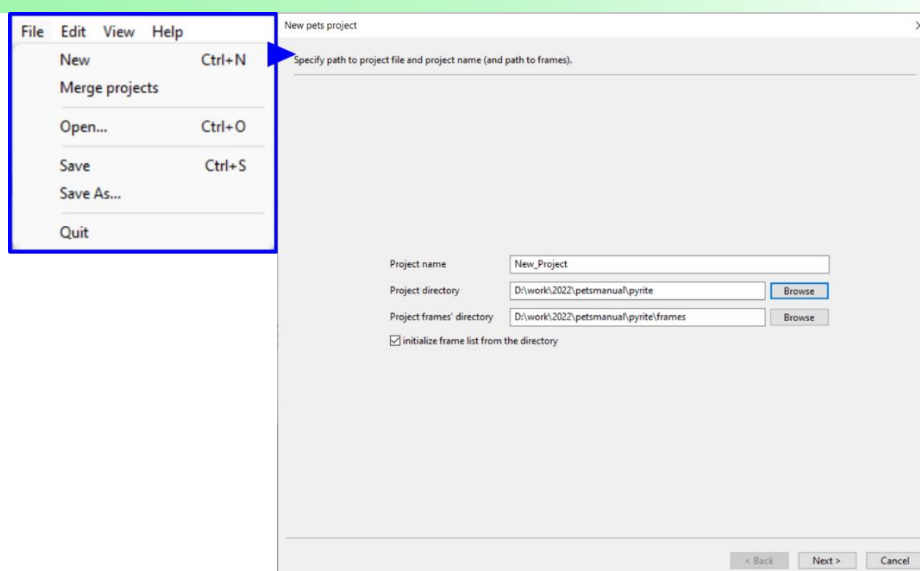 File Edit View Help
New Ctrl+N
Merge projects
Open... Ctrl+O
Save Ctrl+S
Save As...
Quit
New pets project
Specify path to project file and project name (and path to frames).
Project name New_Project
Project directory D:\work\2022\petsmanual\pyrite Browse
Project frames' directory D:\work\2022\petsmanual\pyrite\frames Browse
initialize frame list from the directory
< Back Next > Cancel